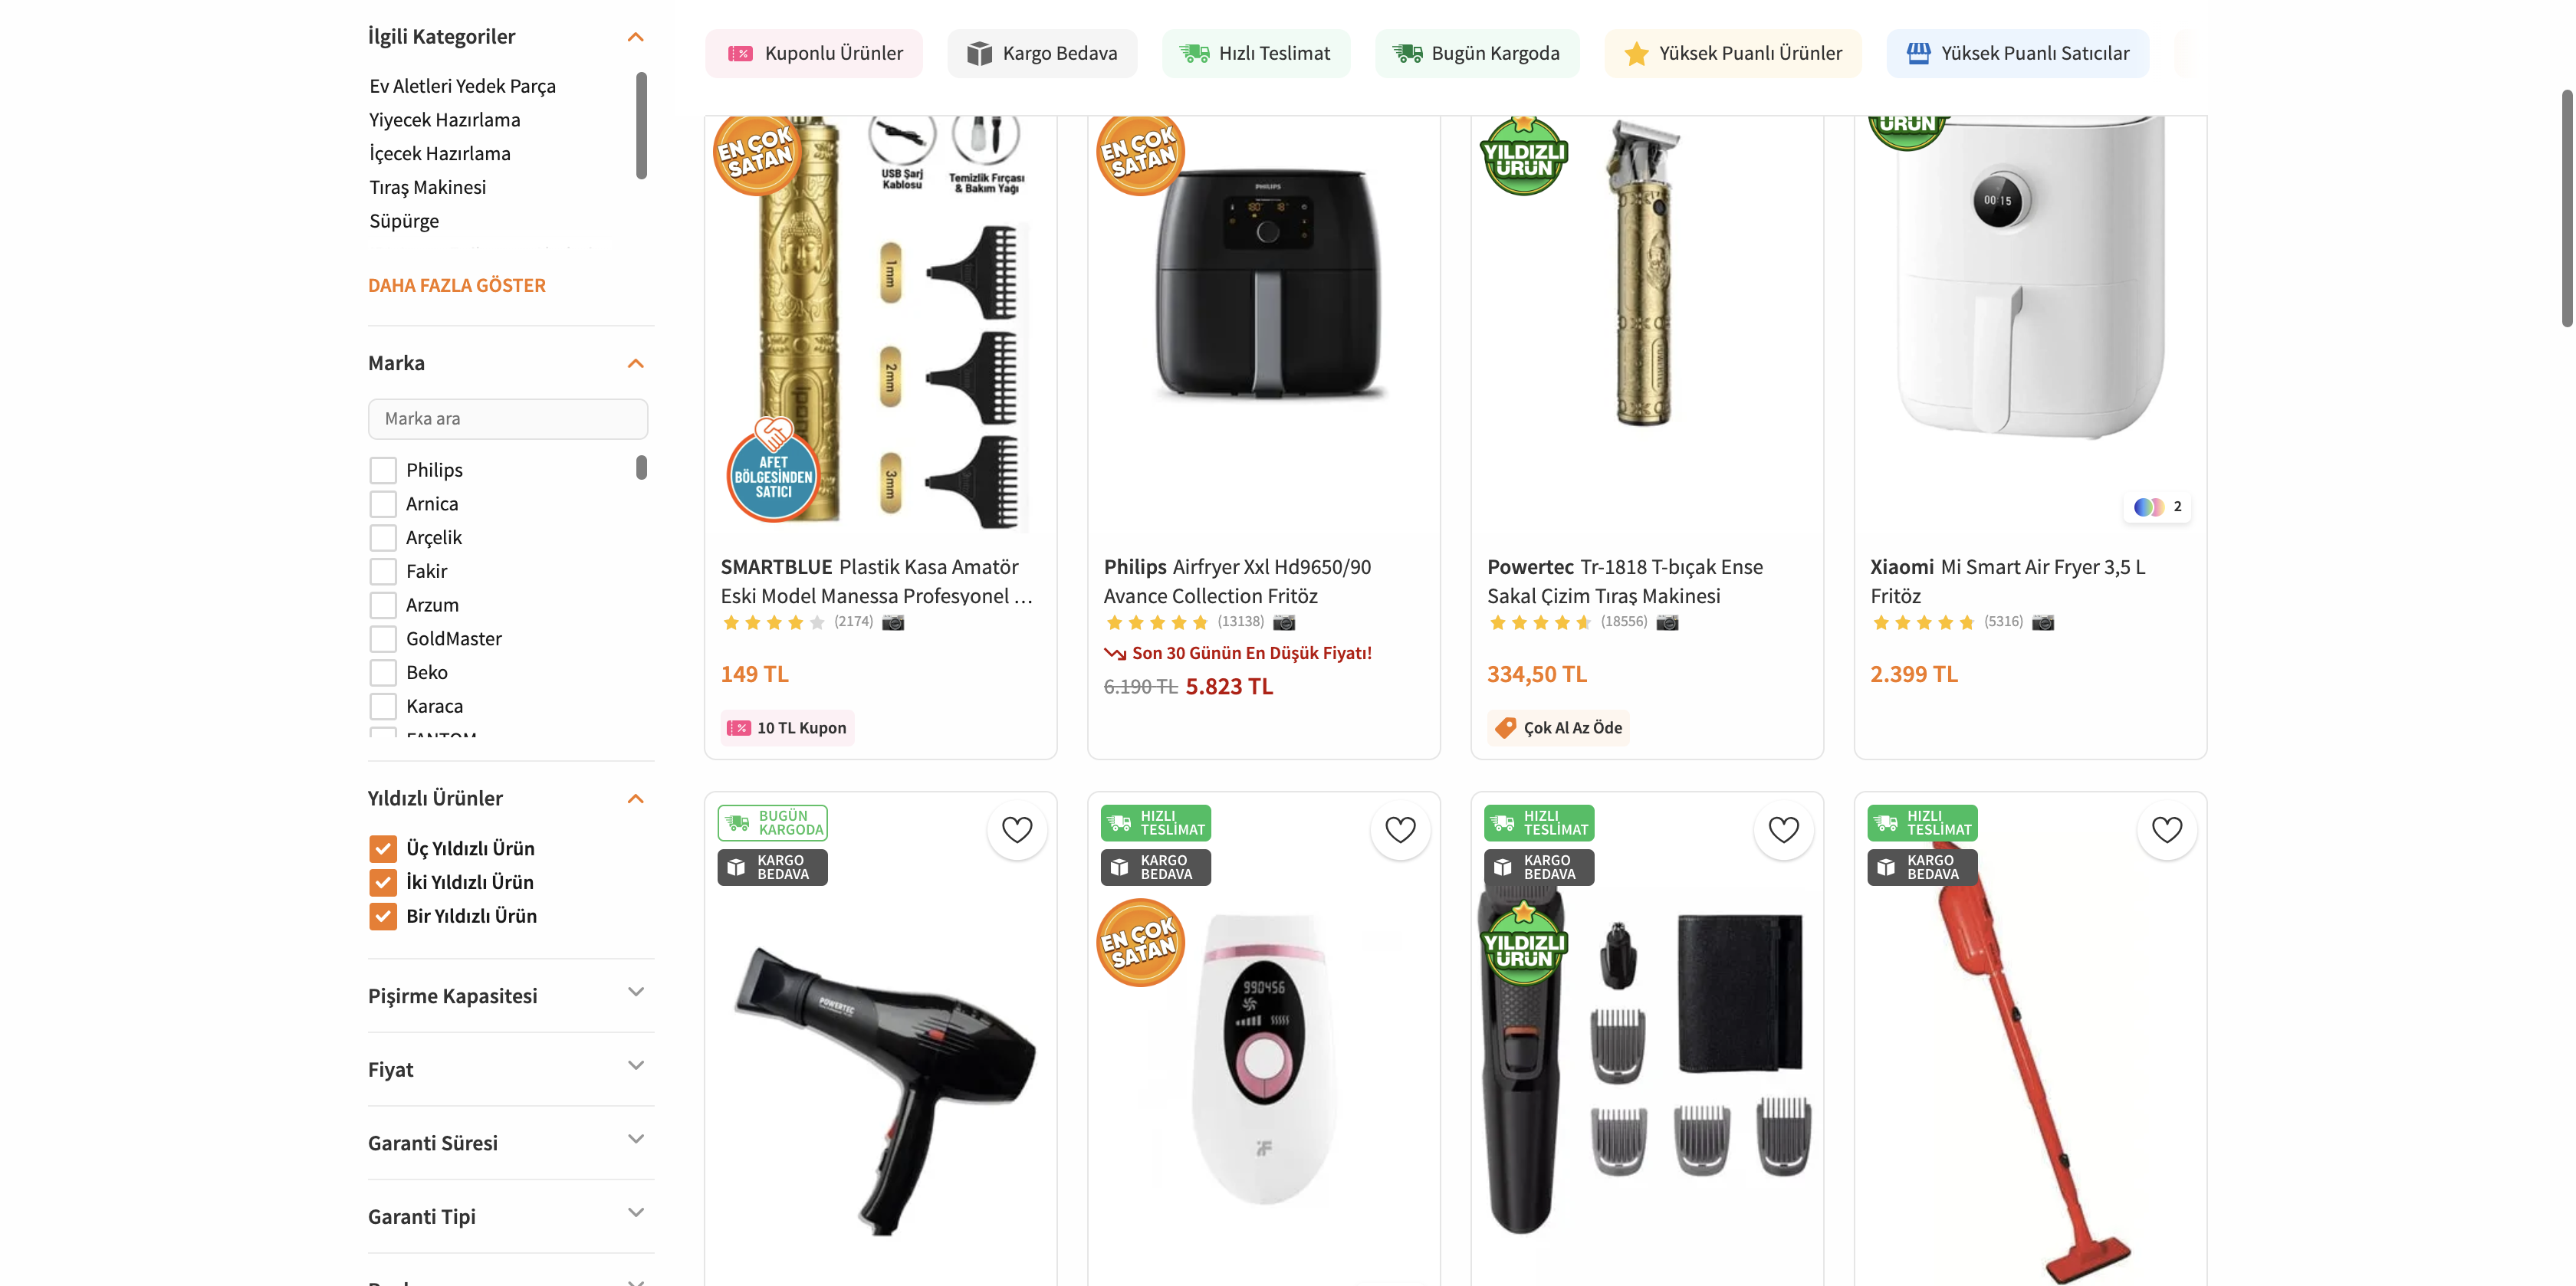 İlgili Kategoriler
Ev Aletleri Yedek Parça
Yiyecek Hazırlama
İçecek Hazırlama
Tıraş Makinesi
Süpürge
DAHA FAZLA GÖSTER
Marka
Marka ara
Philips
Arnica
Arçelik
Fakir
Arzum
GoldMaster
Beko
Karaca
FANTOM
Yıldızlı Ürünler
Üç Yıldızlı Ürün
İki Yıldızlı Ürün
Bir Yıldızlı Ürün
Pişirme Kapasitesi
Fiyat
Garanti Süresi
Garanti Tipi
Kuponlu Ürünler
Kargo Bedava
Hızlı Teslimat
Bugün Kargoda
Yüksek Puanlı Ürünler
Yüksek Puanlı Satıcılar
EN ÇOK
SATAN
USB Şarj
Kablosu
Temizlik Fırçası
& Bakım Yağı
1mm
2mm
3mm
AFET
BÖLGESİNDEN
SATICI
SMARTBLUE Plastik Kasa Amatör
Eski Model Manessa Profesyonel ...
(2174)
149 TL
10 TL Kupon
EN ÇOK
SATAN
PHILIPS
Philips Airfryer Xxl Hd9650/90
Avance Collection Fritöz
(13138)
Son 30 Günün En Düşük Fiyatı!
6.190 TL 5.823 TL
YILDIZLI
ÜRÜN
Powertec Tr-1818 T-bıçak Ense
Sakal Çizim Tıraş Makinesi
(18556)
334,50 TL
Çok Al Az Öde
ÜRÜN
00:15
2
Xiaomi Mi Smart Air Fryer 3,5 L
Fritöz
(5316)
2.399 TL
BUGÜN
KARGODA
KARGO
BEDAVA
POWERTEC
HIZLI
TESLİMAT
KARGO
BEDAVA
EN ÇOK
SATAN
990456
HIZLI
TESLİMAT
KARGO
BEDAVA
YILDIZLI
ÜRÜN
HIZLI
TESLİMAT
KARGO
BEDAVA